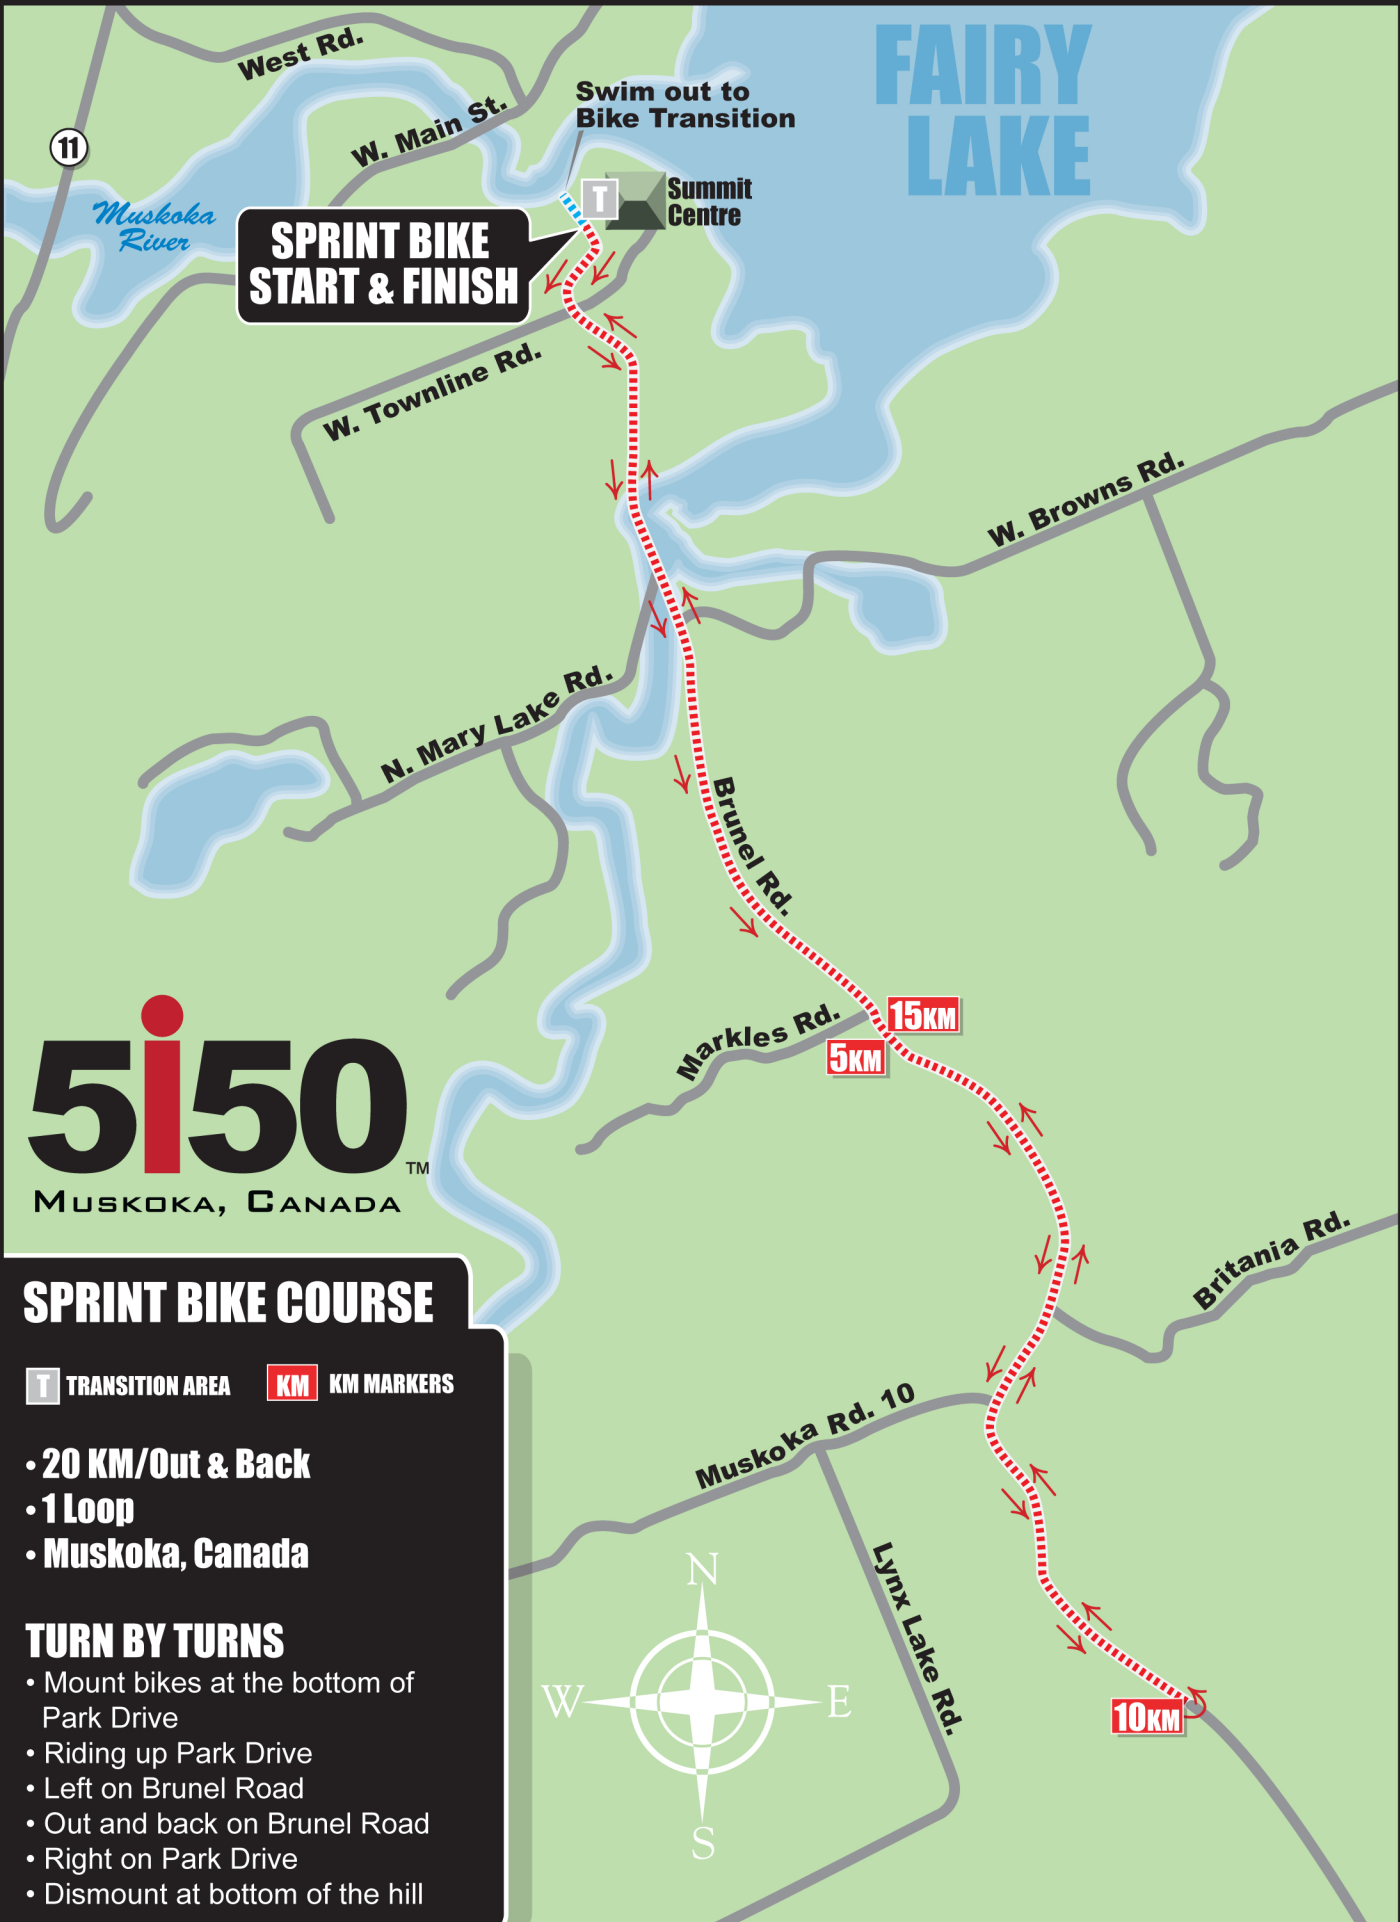 FAIRY
LAKE
West Rd.
Swim out to
Bike Transition
W. Main St.
11
T
Summit
Centre
Muskoka
River
SPRINT BIKE
START & FINISH
W. Townline Rd.
W. Browns Rd.
N. Mary Lake Rd.
Brunel Rd.
15KM
Markles Rd.
5KM
5i50
TM
MUSKOKA, CANADA
Britania Rd.
Muskoka Rd. 10
Lynx Lake Rd.
10KM
N
W
E
S
SPRINT BIKE COURSE
T TRANSITION AREA
KM KM MARKERS
• 20 KM/Out & Back
• 1 Loop
• Muskoka, Canada
TURN BY TURNS
• Mount bikes at the bottom of
Park Drive
• Riding up Park Drive
• Left on Brunel Road
• Out and back on Brunel Road
• Right on Park Drive
• Dismount at bottom of the hill